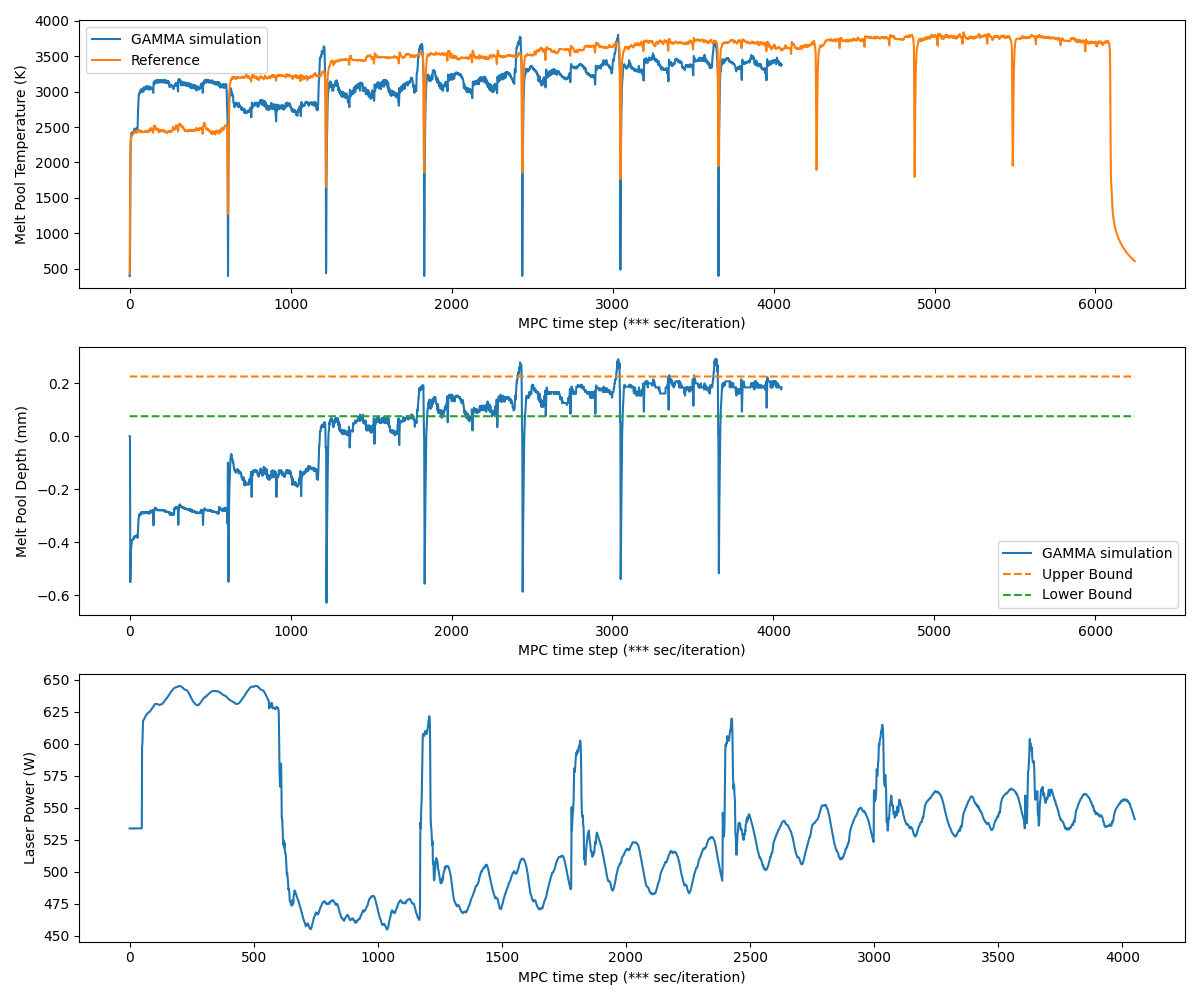 Melt Pool Temperature (K)
4000
3500
3000
2500
2000
1500
1000
500
GAMMA simulation
Reference
0 1000 2000 3000 4000 5000 6000
MPC time step (*** sec/iteration)
Melt Pool Depth (mm)
0.2
0.0
−0.2
−0.4
−0.6
GAMMA simulation
Upper Bound
Lower Bound
0 1000 2000 3000 4000 5000 6000
MPC time step (*** sec/iteration)
Laser Power (W)
650
625
600
575
550
525
500
475
450
0 500 1000 1500 2000 2500 3000 3500 4000
MPC time step (*** sec/iteration)